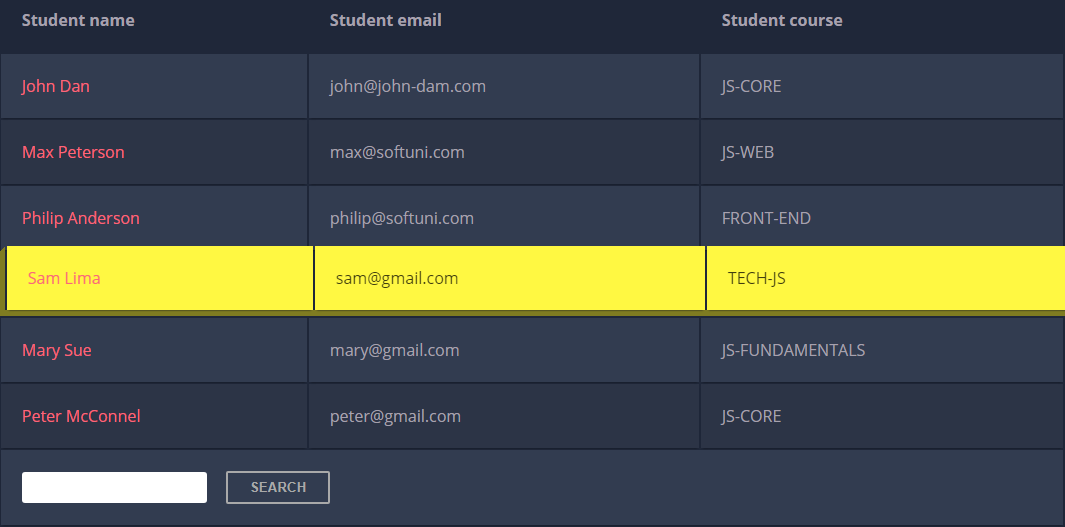 Student name Student email Student course
John Dan john@john-dam.com JS-CORE
Max Peterson max@softuni.com JS-WEB
Philip Anderson philip@softuni.com FRONT-END
Sam Lima sam@gmail.com TECH-JS
Mary Sue mary@gmail.com JS-FUNDAMENTALS
Peter McConnel peter@gmail.com JS-CORE
SEARCH